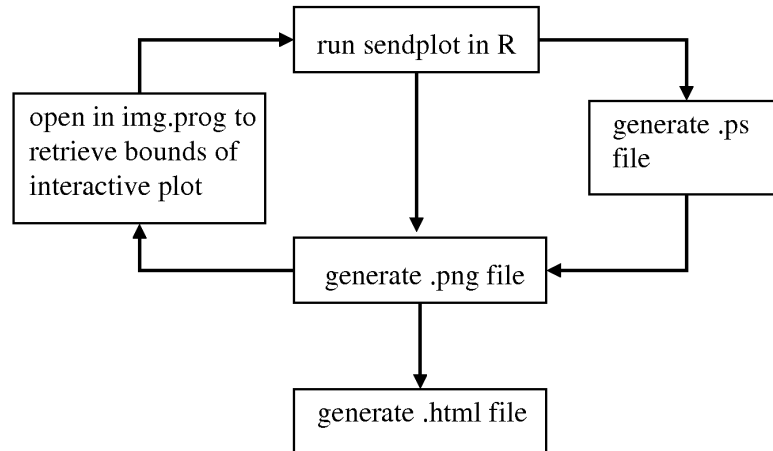 run sendplot in R
open in img.prog to
retrieve bounds of
interactive plot
generate .ps
file
generate .png file
generate .html file